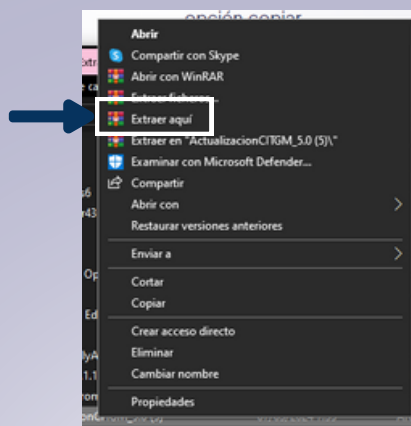 opción copiar
Abrir
Compartir con Skype
Abrir con WinRAR
Extraer ficheros...
Extraer aquí
Extraer en "ActualizacionCITGM_5.0 (5)\"
Examinar con Microsoft Defender...
Compartir
Abrir con
Restaurar versiones anteriores
Enviar a
Cortar
Copiar
Crear acceso directo
Eliminar
Cambiar nombre
Propiedades